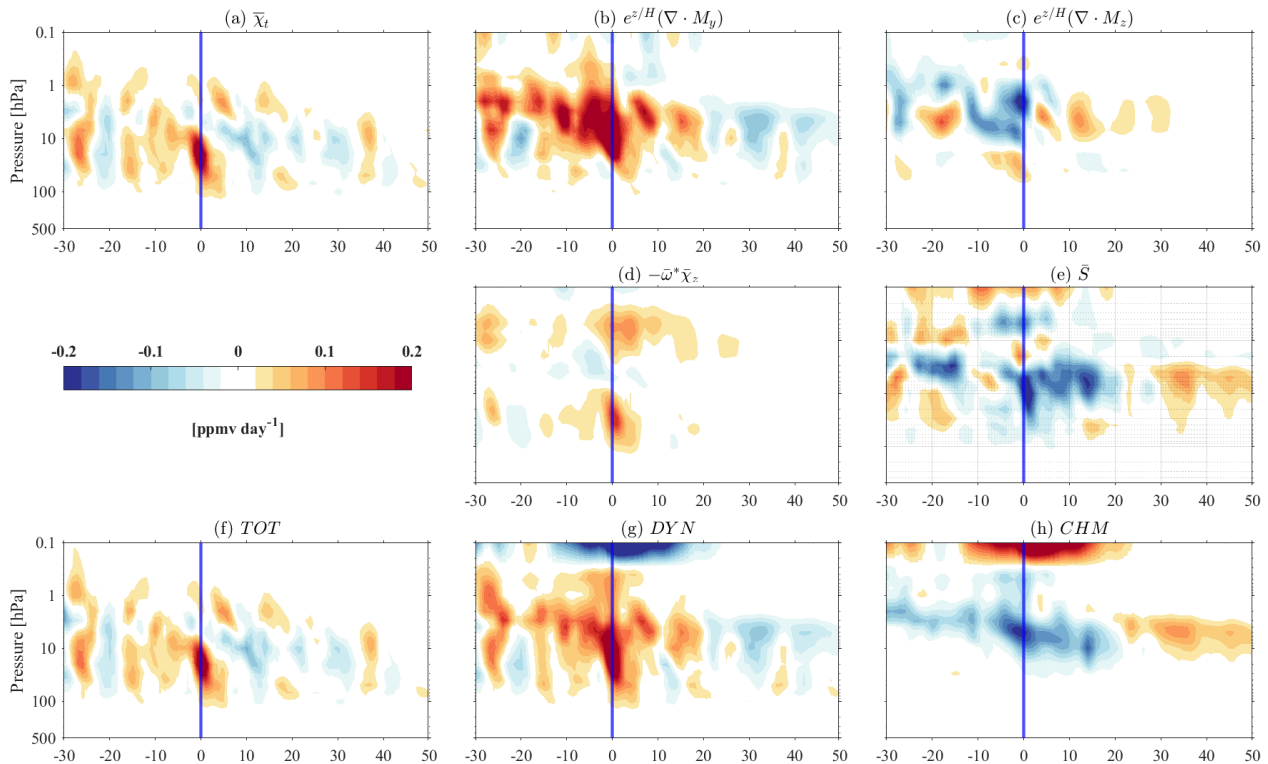 (a) χ̅_t
(b) e^{z/H}(∇ · M_y)
(c) e^{z/H}(∇ · M_z)
0.1
1
10
100
500
Pressure [hPa]
-30 -20 -10 0 10 20 30 40 50
-30 -20 -10 0 10 20 30 40 50
-30 -20 -10 0 10 20 30 40 50
(d) −ω̄*χ̄_z
(e) S̄
-0.2 -0.1 0 0.1 0.2
[ppmv day⁻¹]
-30 -20 -10 0 10 20 30 40 50
-30 -20 -10 0 10 20 30 40 50
(f) TOT
(g) DYN
(h) CHM
0.1
1
10
100
500
Pressure [hPa]
-30 -20 -10 0 10 20 30 40 50
-30 -20 -10 0 10 20 30 40 50
-30 -20 -10 0 10 20 30 40 50